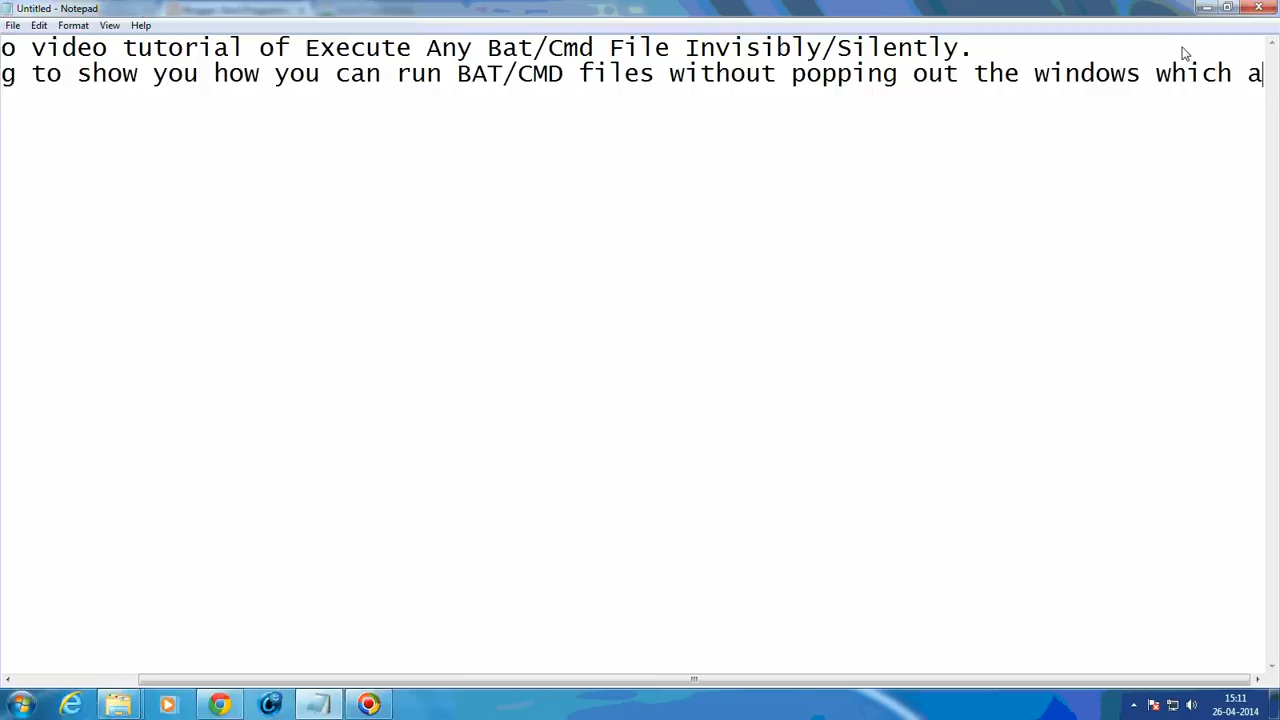 Untitled - Notepad
File Edit Format View Help
o video tutorial of Execute Any Bat/Cmd File Invisibly/Silently.
g to show you how you can run BAT/CMD files without popping out the windows which a
15:11
26-04-2014